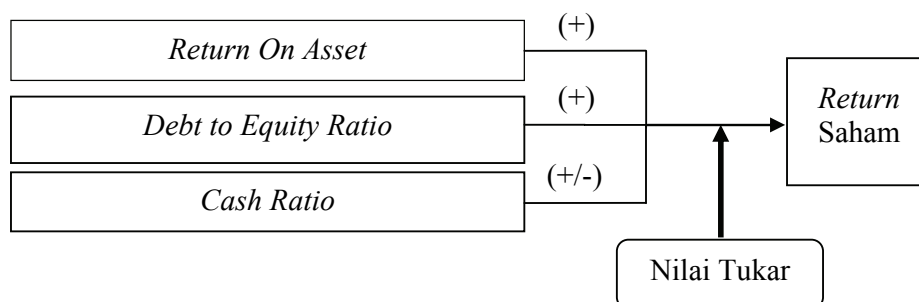 (+)
Return On Asset
(+)
Return
Saham
Debt to Equity Ratio
(+/-)
Cash Ratio
Nilai Tukar